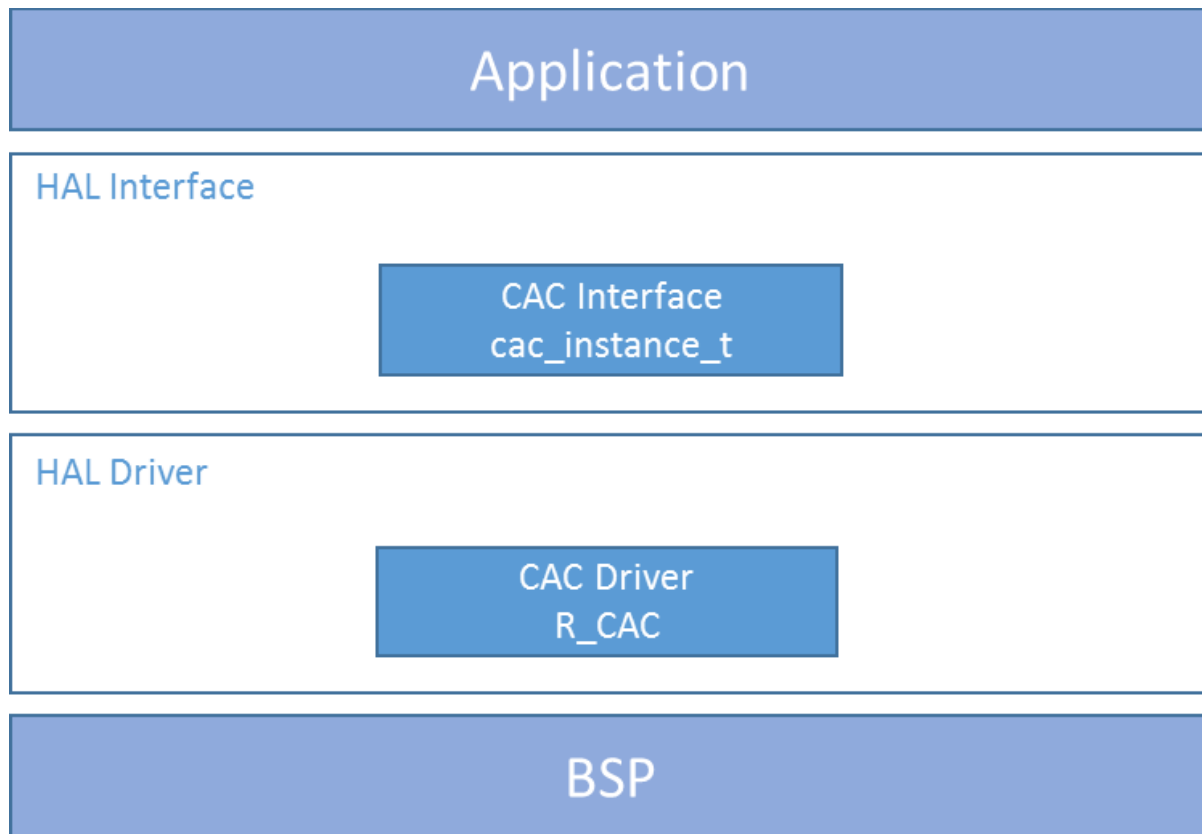 Application
HAL Interface
CAC Interface
cac_instance_t
HAL Driver
CAC Driver
R_CAC
BSP